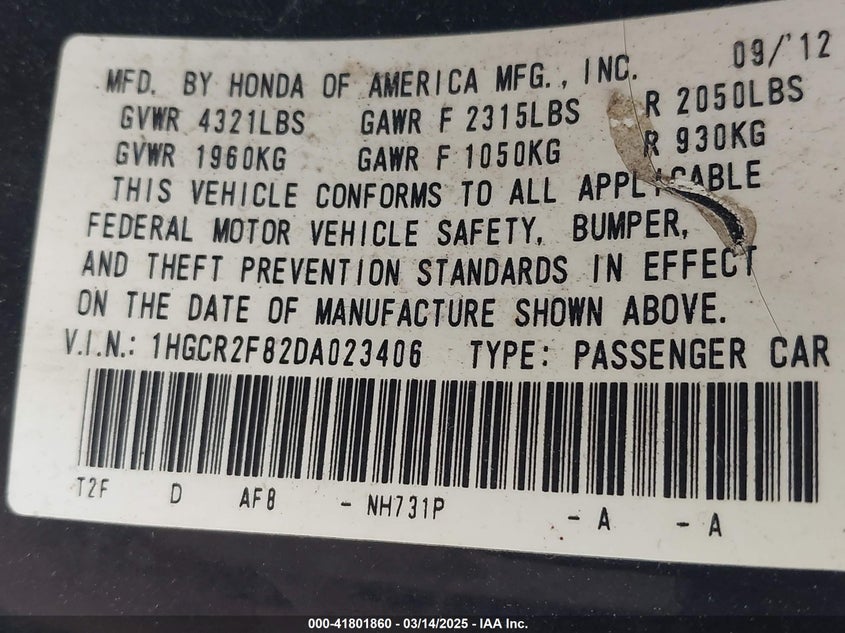 MFD. BY HONDA OF AMERICA MFG., INC. 09/'12
GVWR 4321LBS GAWR F 2315LBS R 2050LBS
GVWR 1960KG GAWR F 1050KG R 930KG
THIS VEHICLE CONFORMS TO ALL APPLICABLE
FEDERAL MOTOR VEHICLE SAFETY, BUMPER,
AND THEFT PREVENTION STANDARDS IN EFFECT
ON THE DATE OF MANUFACTURE SHOWN ABOVE.
V.I.N.: 1HGCR2F82DA023406 TYPE: PASSENGER CAR
T2F D AF8 - NH731P - A - A
000-41801860 - 03/14/2025 - IAA Inc.